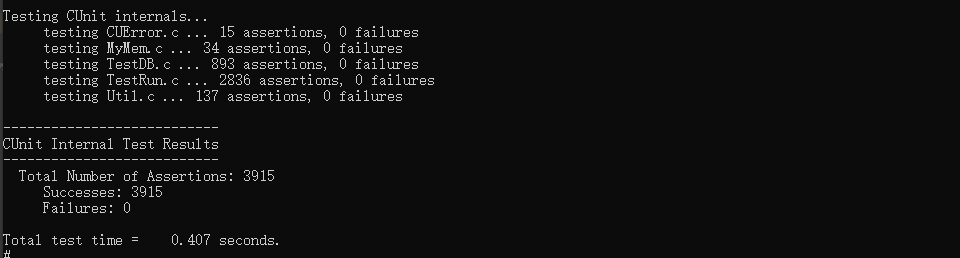 Testing CUnit internals...
testing CUError.c ... 15 assertions, 0 failures
testing MyMem.c ... 34 assertions, 0 failures
testing TestDB.c ... 893 assertions, 0 failures
testing TestRun.c ... 2836 assertions, 0 failures
testing Util.c ... 137 assertions, 0 failures
---------------------------
CUnit Internal Test Results
---------------------------
Total Number of Assertions: 3915
Successes: 3915
Failures: 0
Total test time =    0.407 seconds.
#